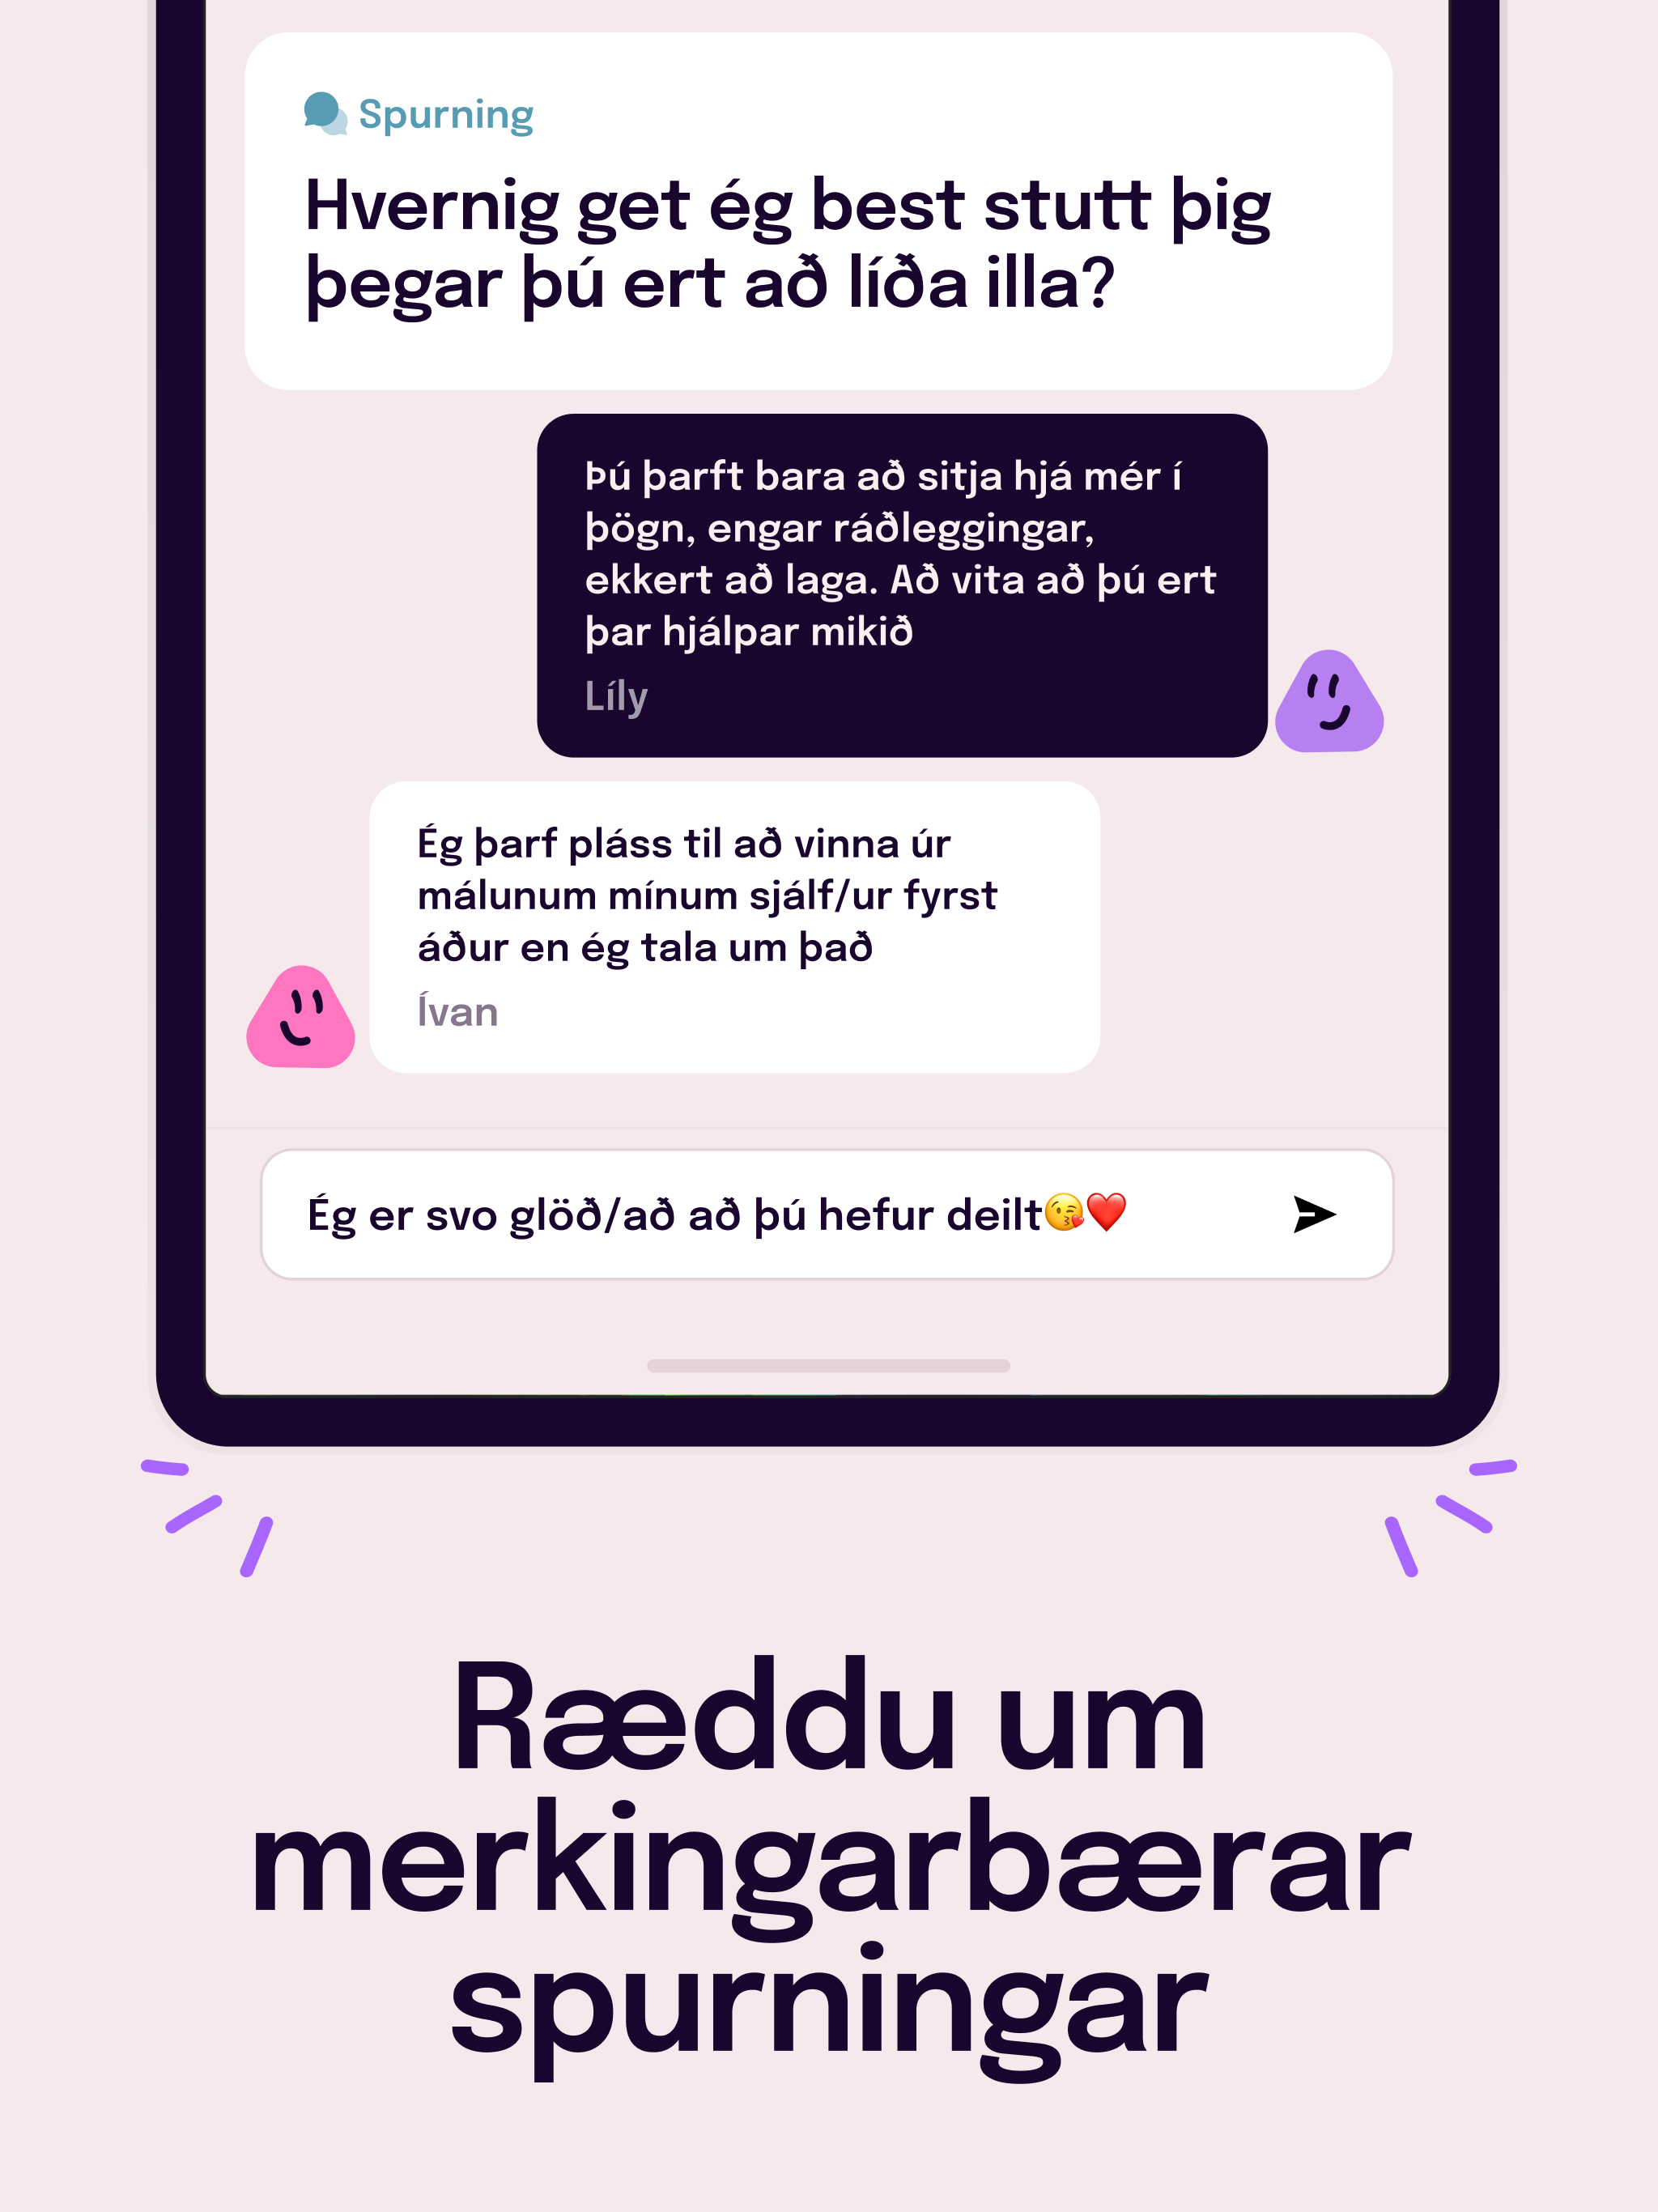 Spurning
Hvernig get ég best stutt þig
þegar þú ert að líða illa?
Þú þarft bara að sitja hjá mér í
þögn, engar ráðleggingar,
ekkert að laga. Að vita að þú ert
þar hjálpar mikið
Líly
Ég þarf pláss til að vinna úr
málunum mínum sjálf/ur fyrst
áður en ég tala um það
Ívan
Ég er svo glöð/að að þú hefur deilt😘❤️
Ræddu um
merkingarbærar
spurningar